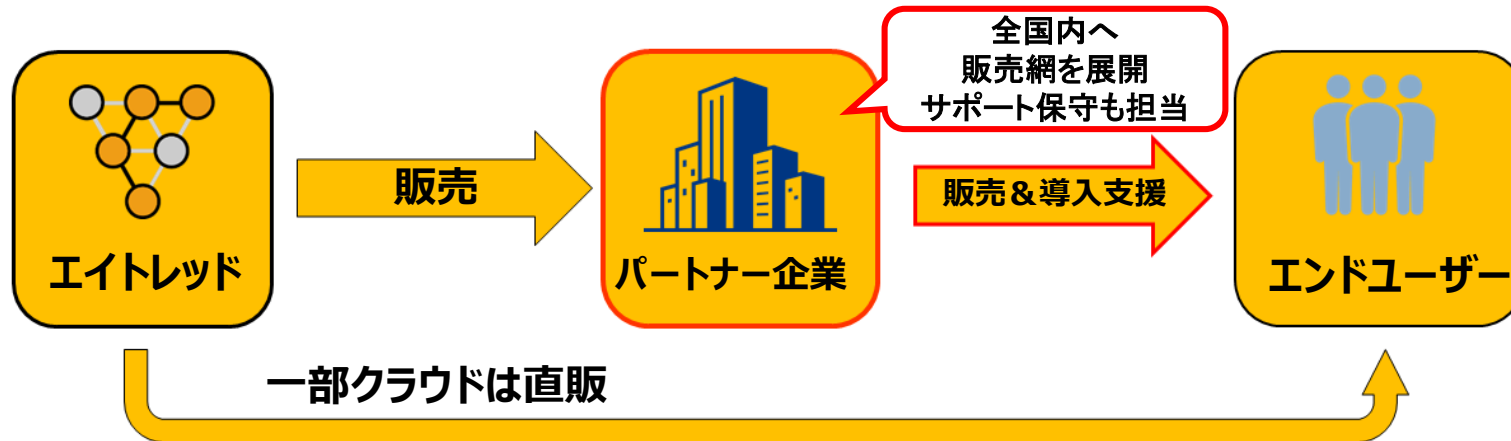 全国内へ
販売網を展開
サポート保守も担当
販売
販売＆導入支援
エイトレッド
パートナー企業
エンドユーザー
一部クラウドは直販